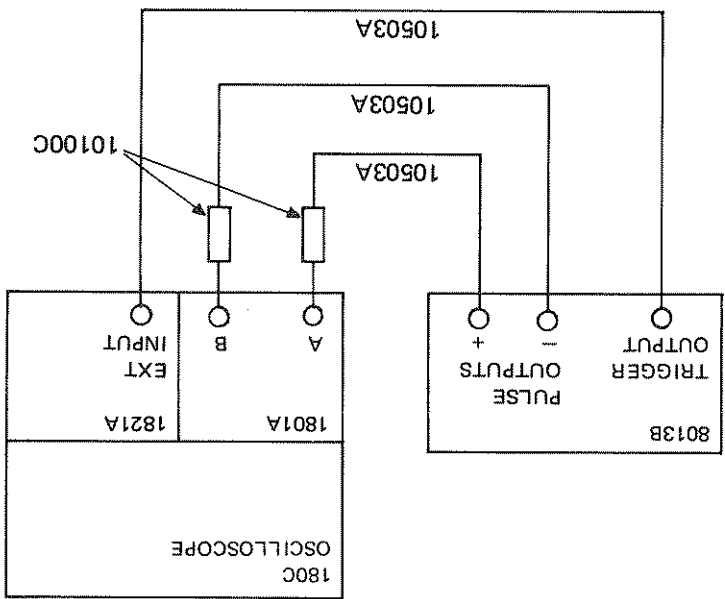 180C
OSCILLOSCOPE
8013B
TRIGGER
OUTPUT
PULSE
OUTPUTS
−
+
1801A
A
B
1821A
EXT
INPUT
10503A
10100C
10503A
10503A